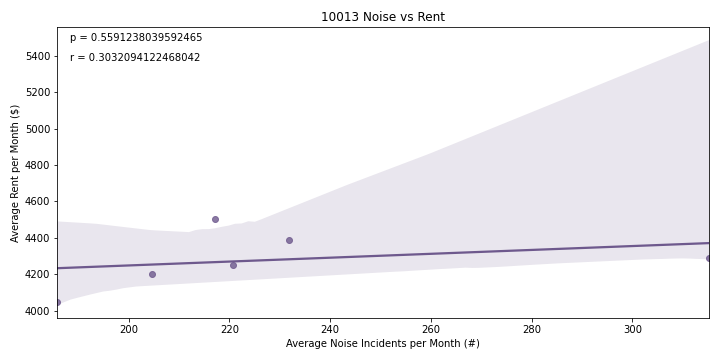 10013 Noise vs Rent
p = 0.5591238039592465
r = 0.3032094122468042
5400
5200
5000
4800
4600
4400
4200
4000
Average Rent per Month ($)
200 220 240 260 280 300
Average Noise Incidents per Month (#)